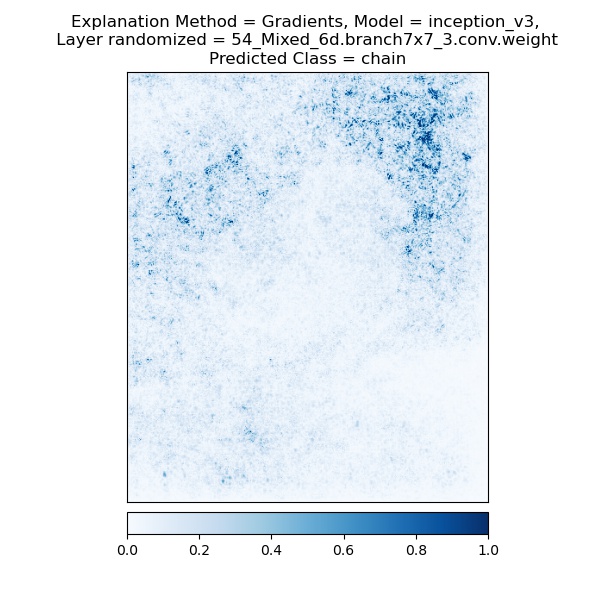 Explanation Method = Gradients, Model = inception_v3,
Layer randomized = 54_Mixed_6d.branch7x7_3.conv.weight
Predicted Class = chain
0.0 0.2 0.4 0.6 0.8 1.0